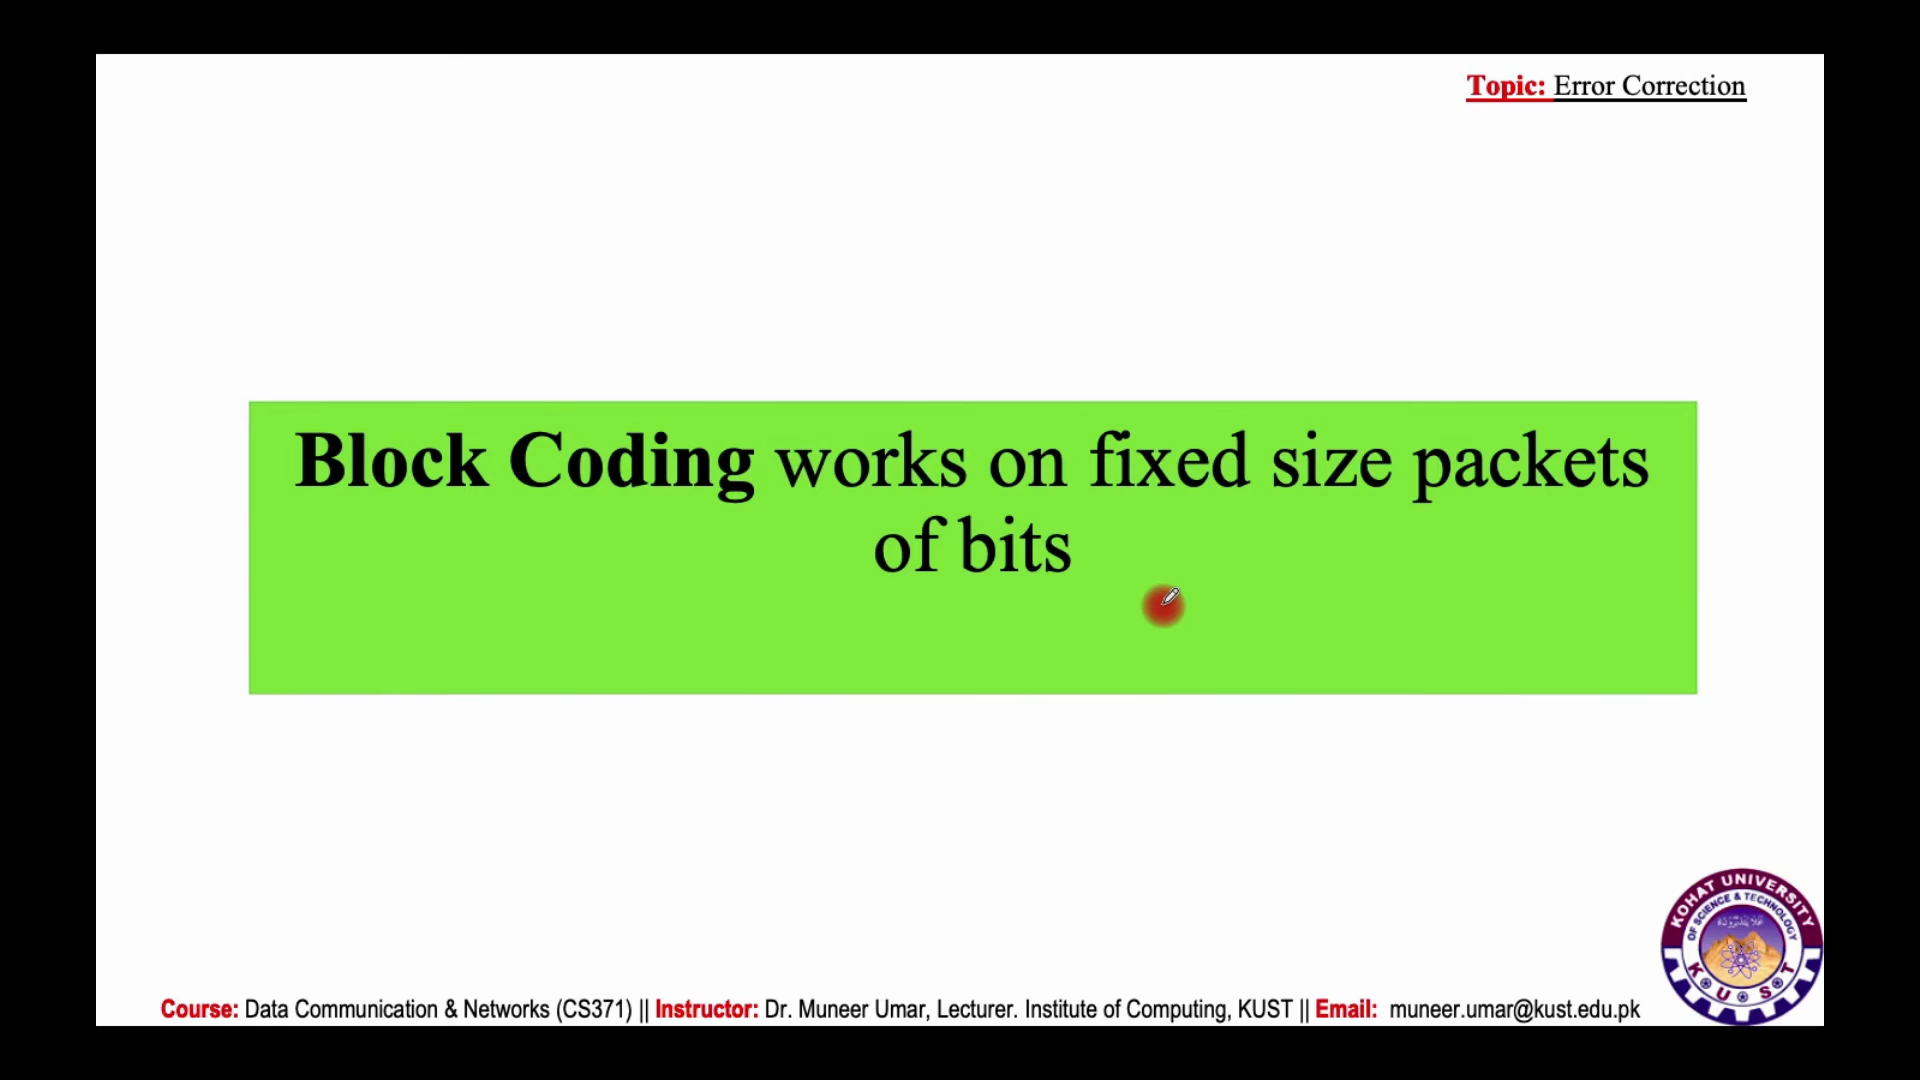 Topic: Error Correction
Block Coding works on fixed size packets
of bits
KOHAT UNIVERSITY
OF SCIENCE & TECHNOLOGY
K U S T
Course: Data Communication & Networks (CS371) || Instructor: Dr. Muneer Umar, Lecturer. Institute of Computing, KUST || Email: muneer.umar@kust.edu.pk